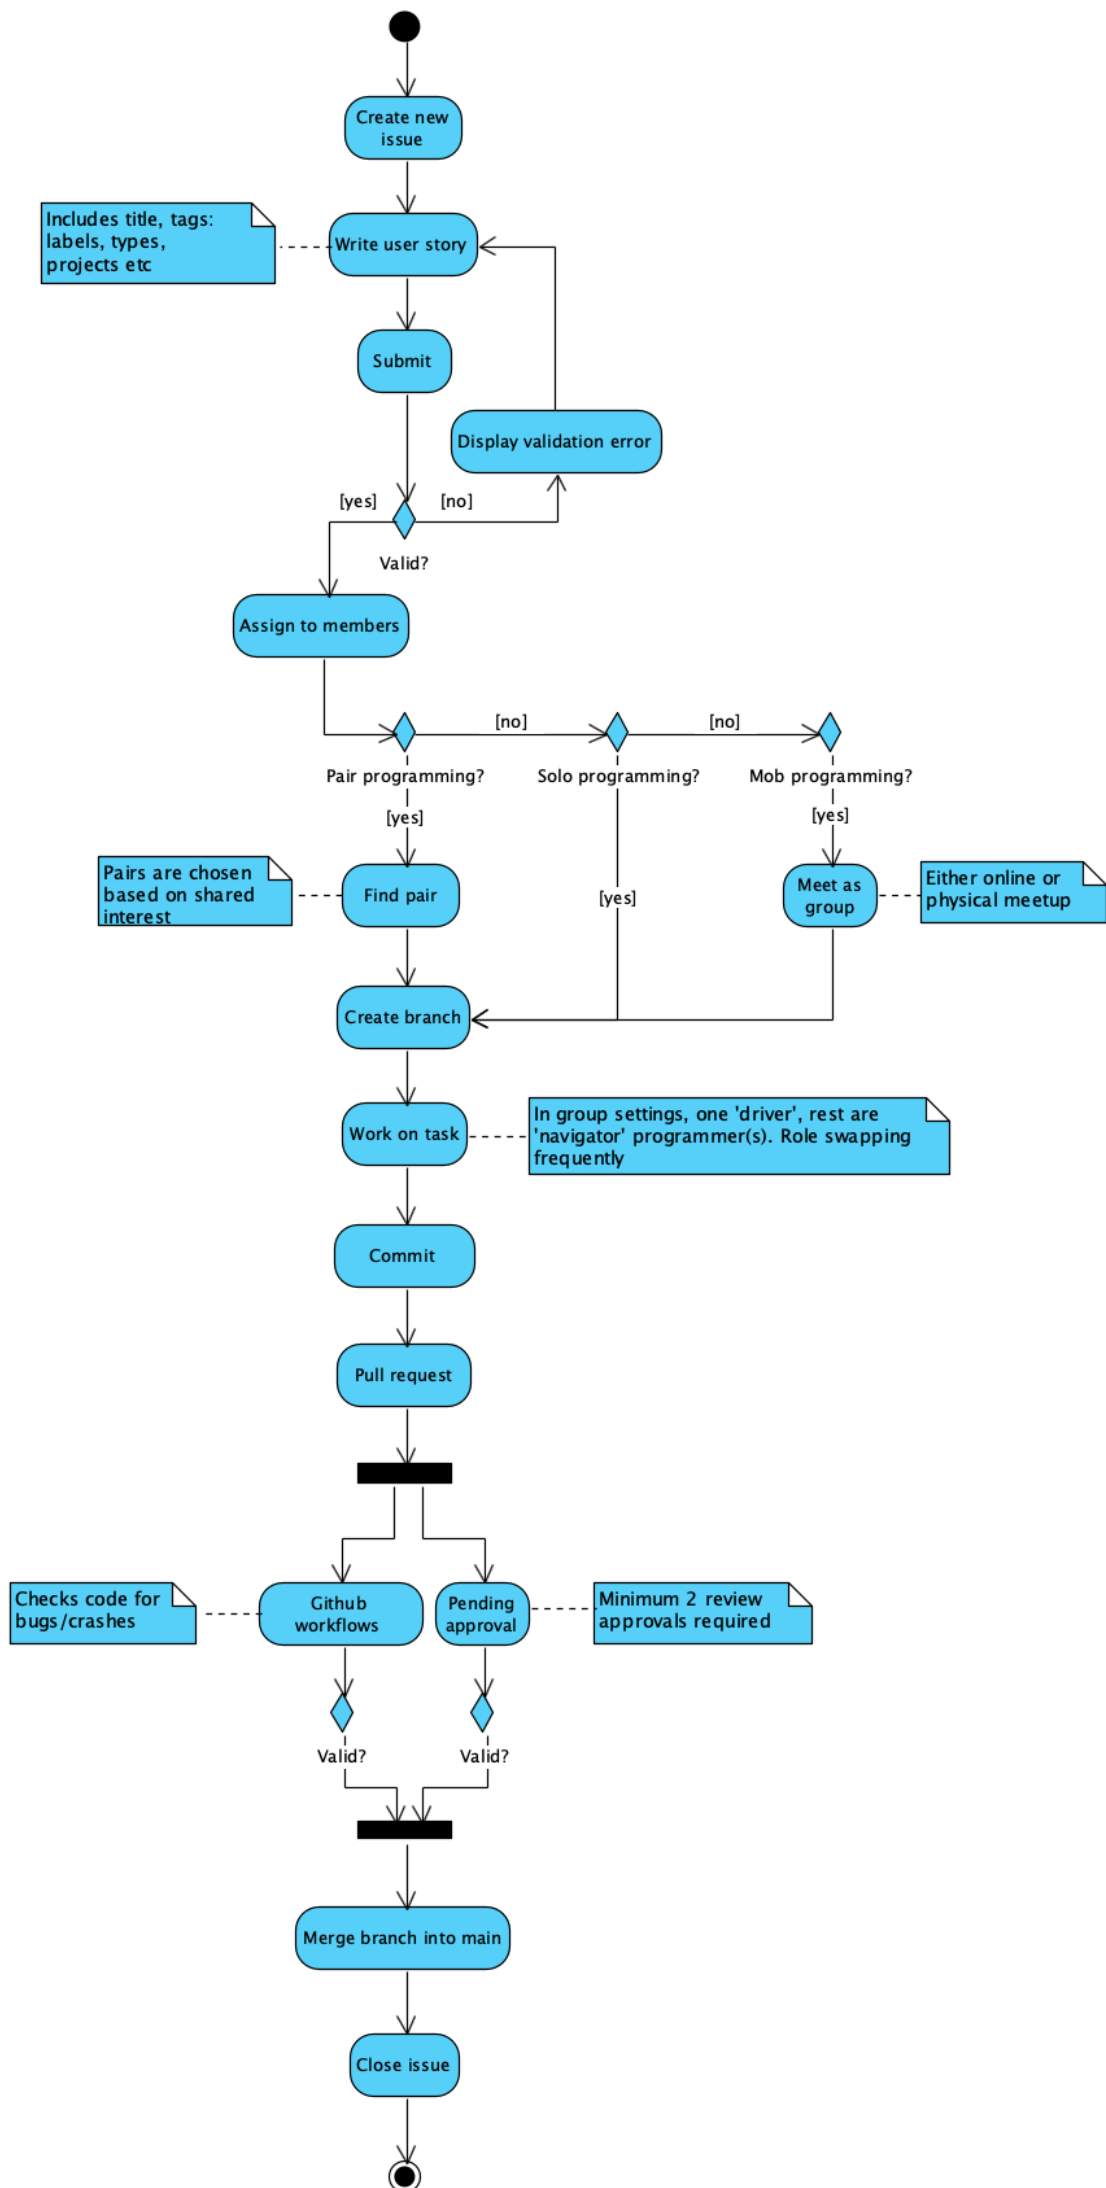 Create new
issue
Includes title, tags:
labels, types,
projects etc
Write user story
Submit
Display validation error
[yes]
[no]
Valid?
Assign to members
[no]
[no]
Pair programming?
Solo programming?
Mob programming?
[yes]
[yes]
Pairs are chosen
based on shared
interest
Find pair
[yes]
Meet as
group
Either online or
physical meetup
Create branch
Work on task
In group settings, one 'driver', rest are
'navigator' programmer(s). Role swapping
frequently
Commit
Pull request
Checks code for
bugs/crashes
Github
workflows
Pending
approval
Minimum 2 review
approvals required
Valid?
Valid?
Merge branch into main
Close issue